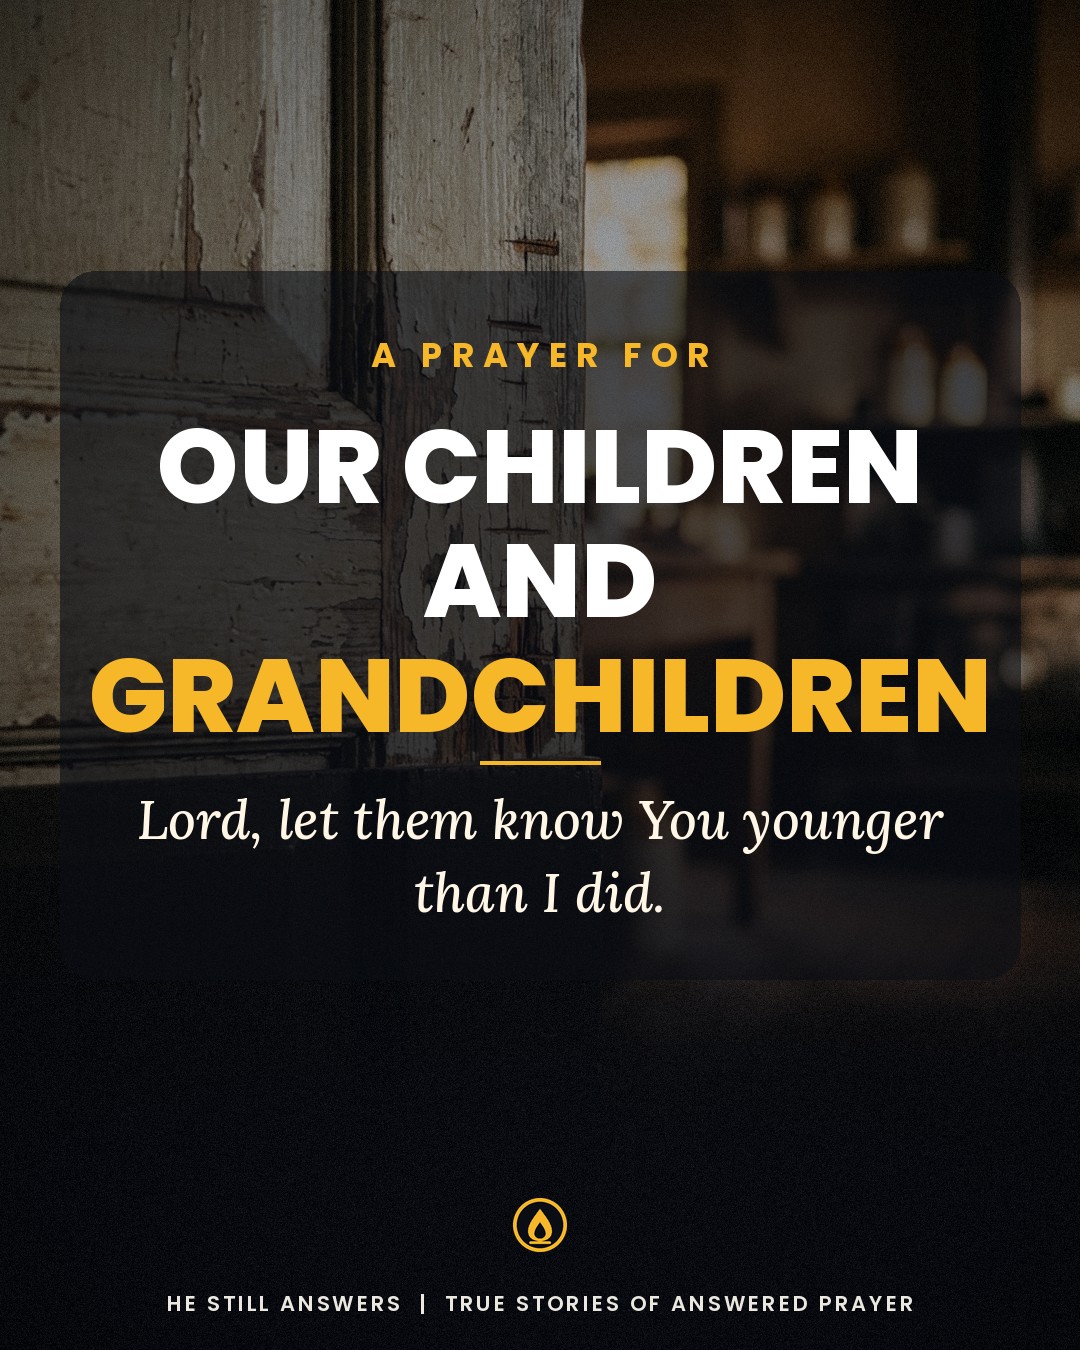 A PRAYER FOR
OUR CHILDREN
AND
GRANDCHILDREN
Lord, let them know You younger
than I did.
HE STILL ANSWERS | TRUE STORIES OF ANSWERED PRAYER